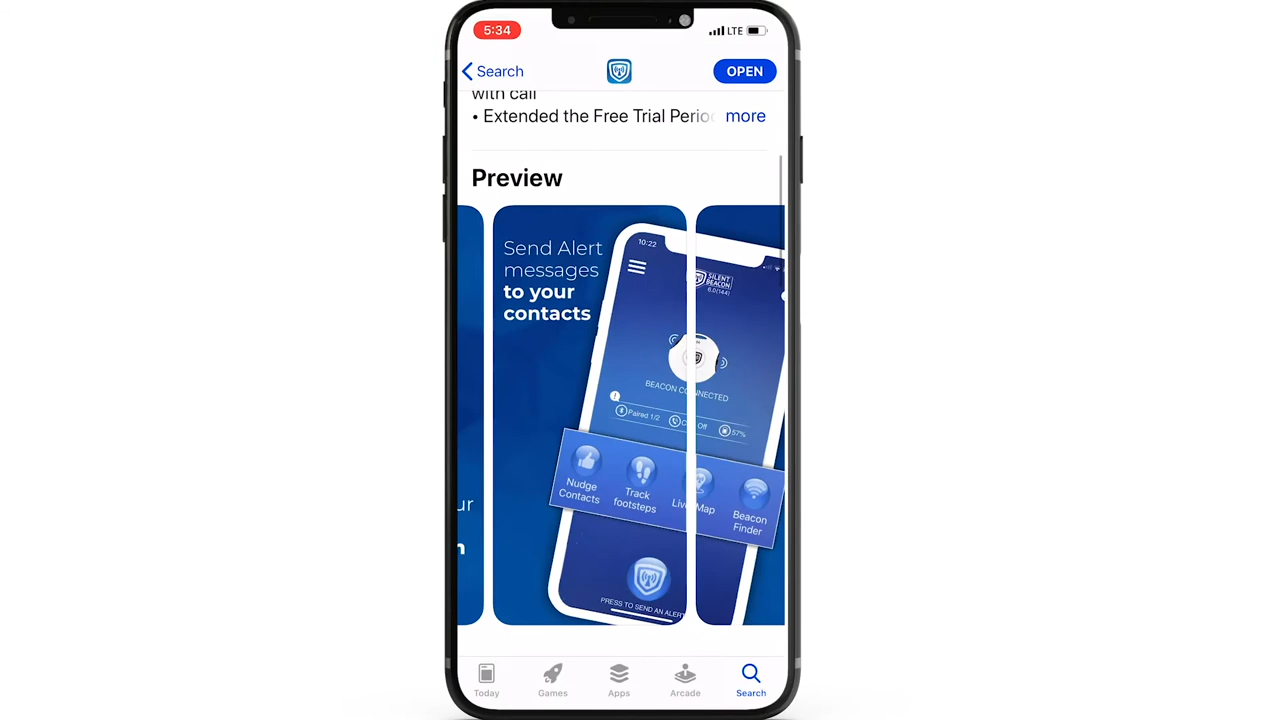 5:34
LTE
Search
OPEN
with call
• Extended the Free Trial Perio
more
Preview
Send Alert
messages
to your
contacts
10:22
SILENT
BEACON
6.0(144)
BEACON CONNECTED
Paired 1/2
Off
57%
Nudge
Contacts
Track
footsteps
Live Map
Beacon
Finder
PRESS TO SEND AN ALERT
ur
n
Today
Games
Apps
Arcade
Search